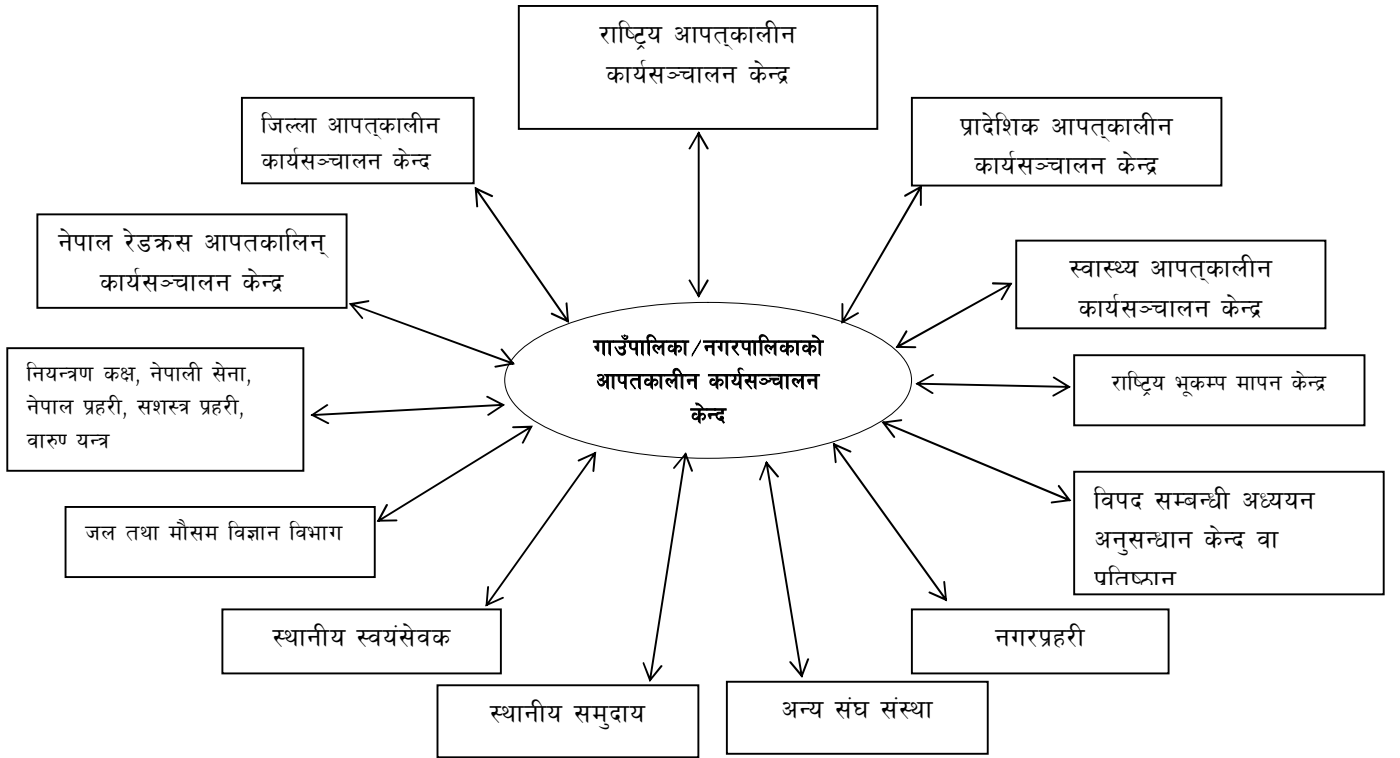 राष्ट्रिय आपत्कालीन
कार्यसञ्चालन केन्द्र
जिल्ला आपत्कालीन
कार्यसञ्चालन केन्द
प्रादेशिक आपत्कालीन
कार्यसञ्चालन केन्द्र
नेपाल रेडक्रस आपतकालिन्
कार्यसञ्चालन केन्द्र
स्वास्थ्य आपत्कालीन
कार्यसञ्चालन केन्द्र
गाउँपालिका/नगरपालिकाको
आपतकालीन कार्यसञ्चालन
केन्द
नियन्त्रण कक्ष, नेपाली सेना,
नेपाल प्रहरी, सशस्त्र प्रहरी,
वारुण यन्त्र
राष्ट्रिय भूकम्प मापन केन्द्र
जल तथा मौसम विज्ञान विभाग
विपद सम्बन्धी अध्ययन
अनुसन्धान केन्द वा
प्रतिष्ठान
स्थानीय स्वयंसेवक
नगरप्रहरी
स्थानीय समुदाय
अन्य संघ संस्था